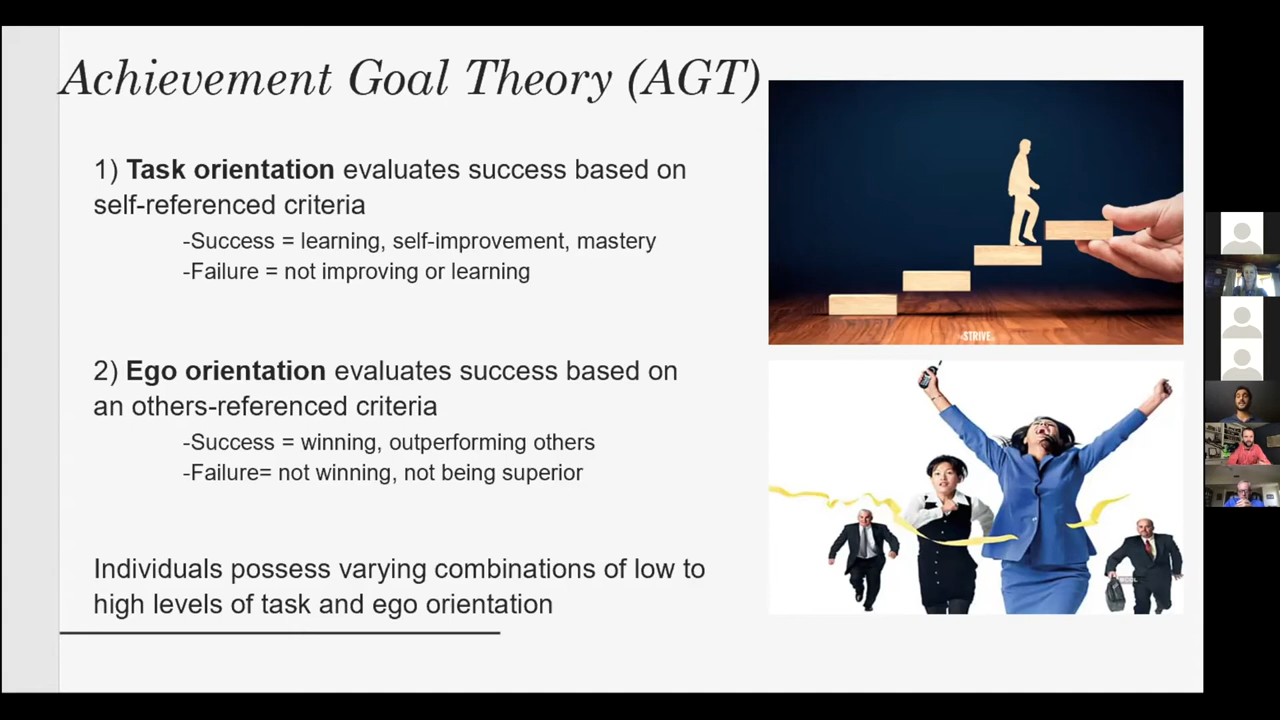 Achievement Goal Theory (AGT)
1) Task orientation evaluates success based on
self-referenced criteria
-Success = learning, self-improvement, mastery
-Failure = not improving or learning
2) Ego orientation evaluates success based on
an others-referenced criteria
-Success = winning, outperforming others
-Failure= not winning, not being superior
Individuals possess varying combinations of low to
high levels of task and ego orientation
STRIVE